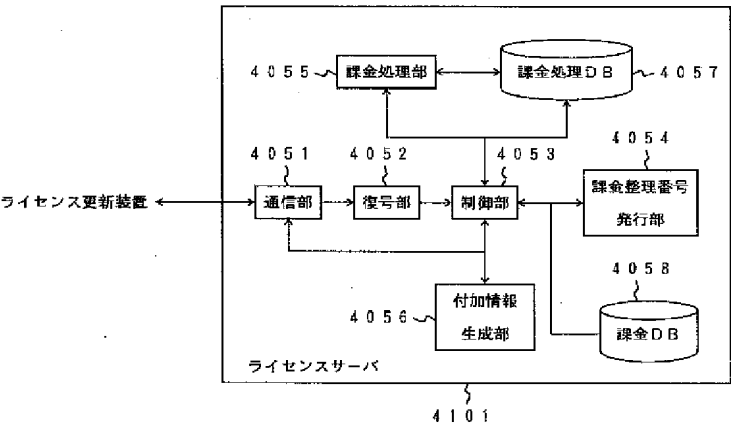 4055
課金処理部
課金処理DB
4057
4051
4052
4053
4054
ライセンス更新装置
通信部
復号部
制御部
課金整理番号
発行部
4058
4056
付加情報
生成部
課金DB
ライセンスサーバ
4101